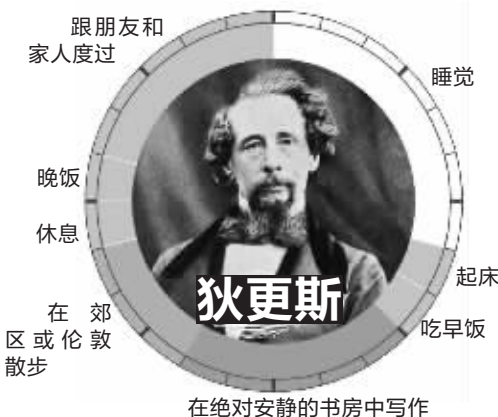 跟朋友和
家人度过
睡觉
晚饭
休息
起床
在郊
区或伦敦
散步
吃早饭
狄更斯
在绝对安静的书房中写作